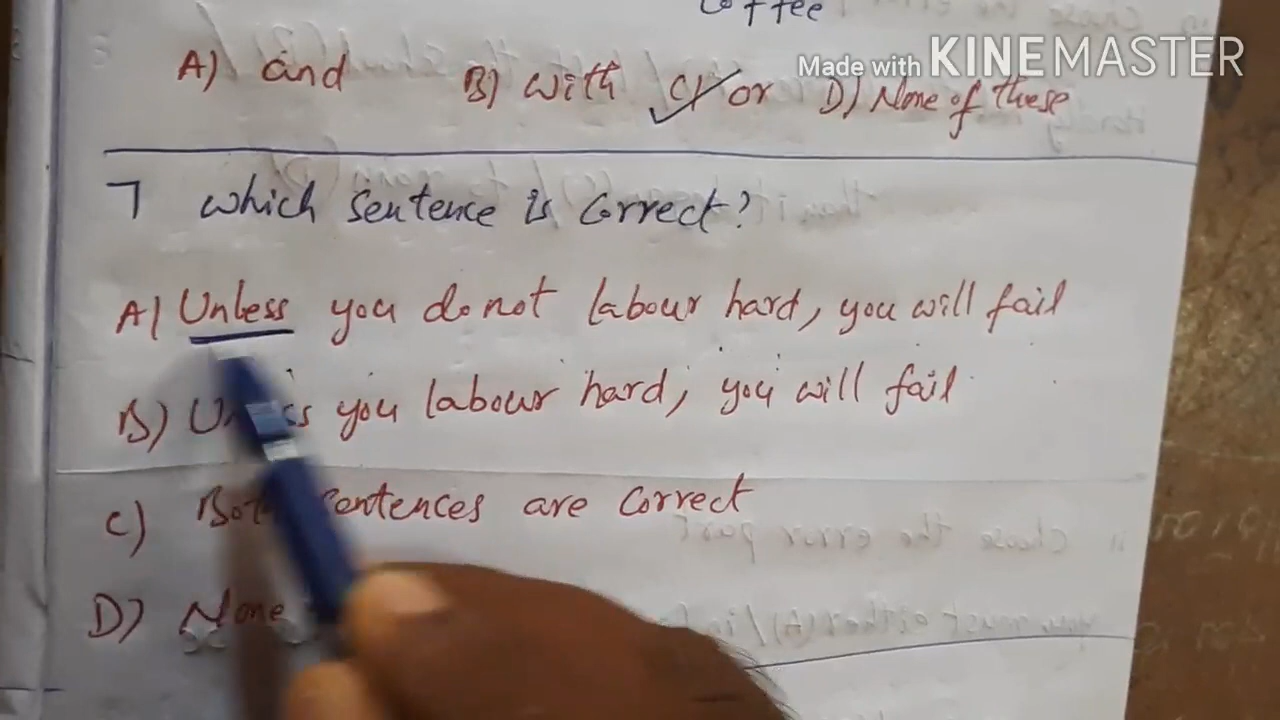 Coffee
Made with KINEMASTER
A) and B) with C) or D) None of these
7 Which sentence is Correct?
A) Unless you do not labour hard, you will fail
B) you labour hard, you will fail
C) sentences are Correct
D) None